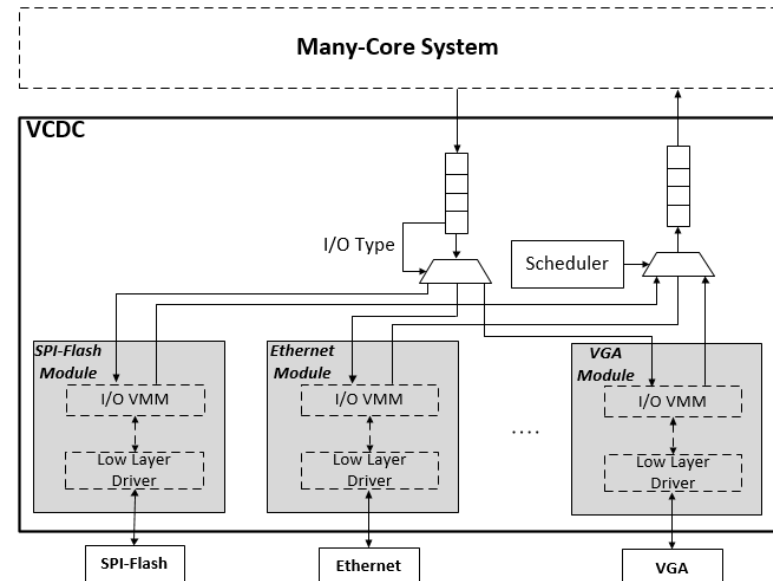 Many-Core System
VCDC
I/O Type
Scheduler
SPI-Flash
Module
I/O VMM
Low Layer
Driver
Ethernet
Module
I/O VMM
Low Layer
Driver
....
VGA
Module
I/O VMM
Low Layer
Driver
SPI-Flash
Ethernet
VGA